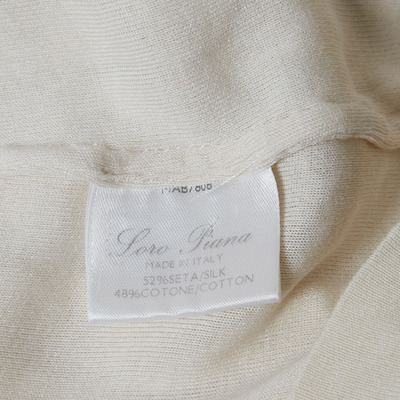 Loro Piana
MADE IN ITALY
52%SETA/SILK
48%COTONE/COTTON